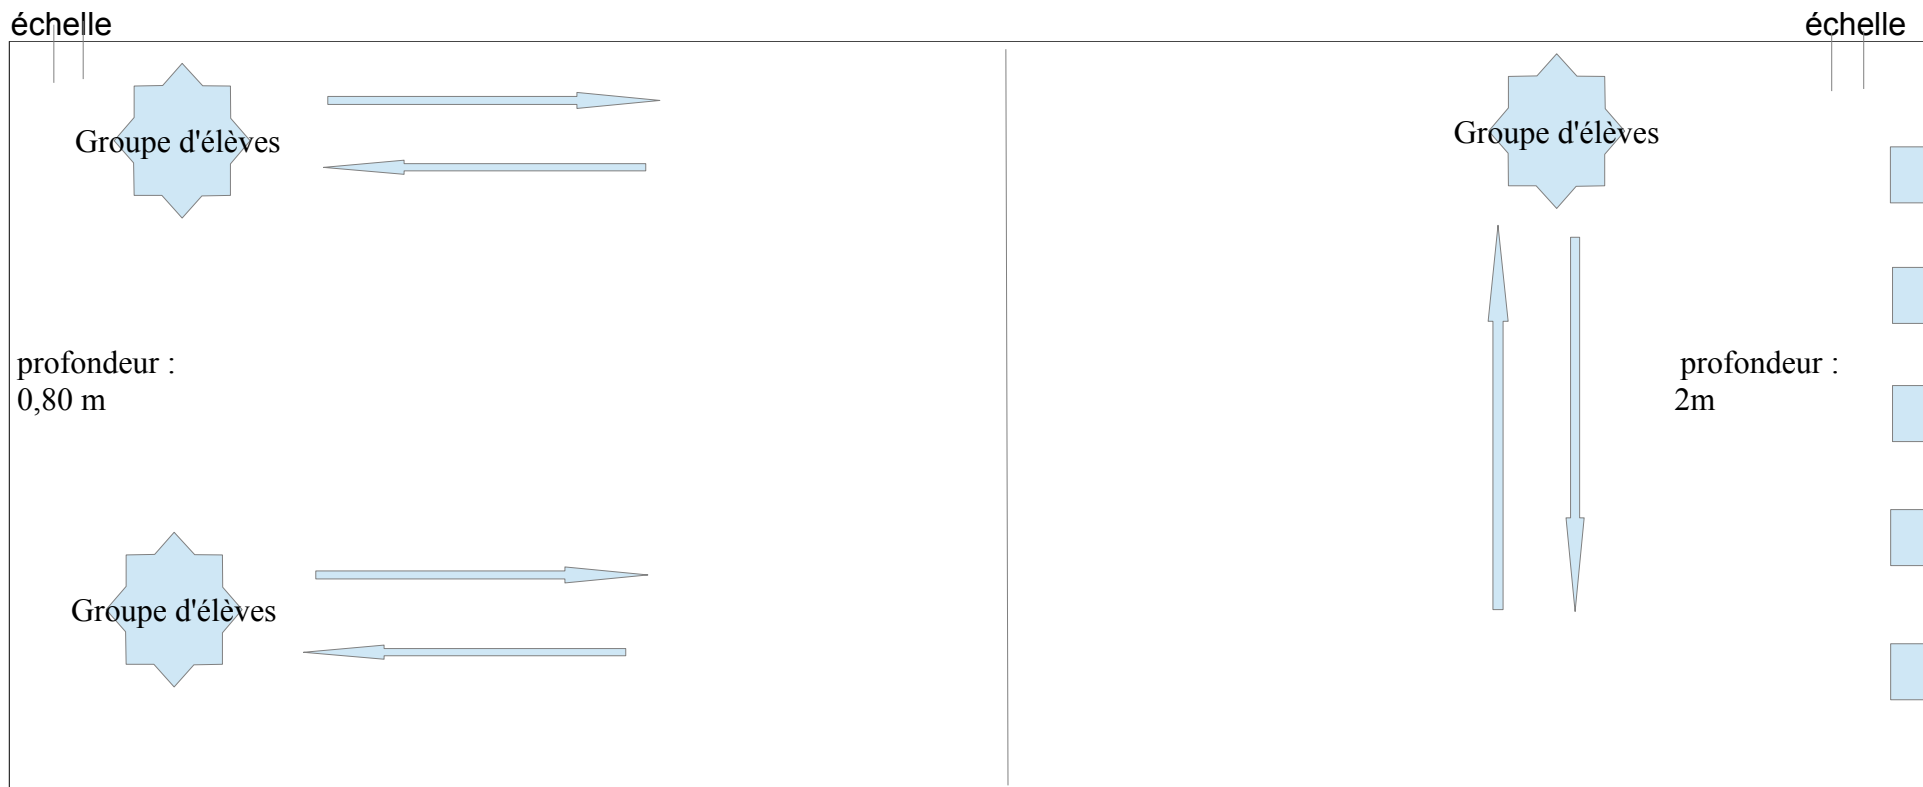 échelle
échelle
Groupe d'élèves
Groupe d'élèves
profondeur :
0,80 m
profondeur :
2m
Groupe d'élèves